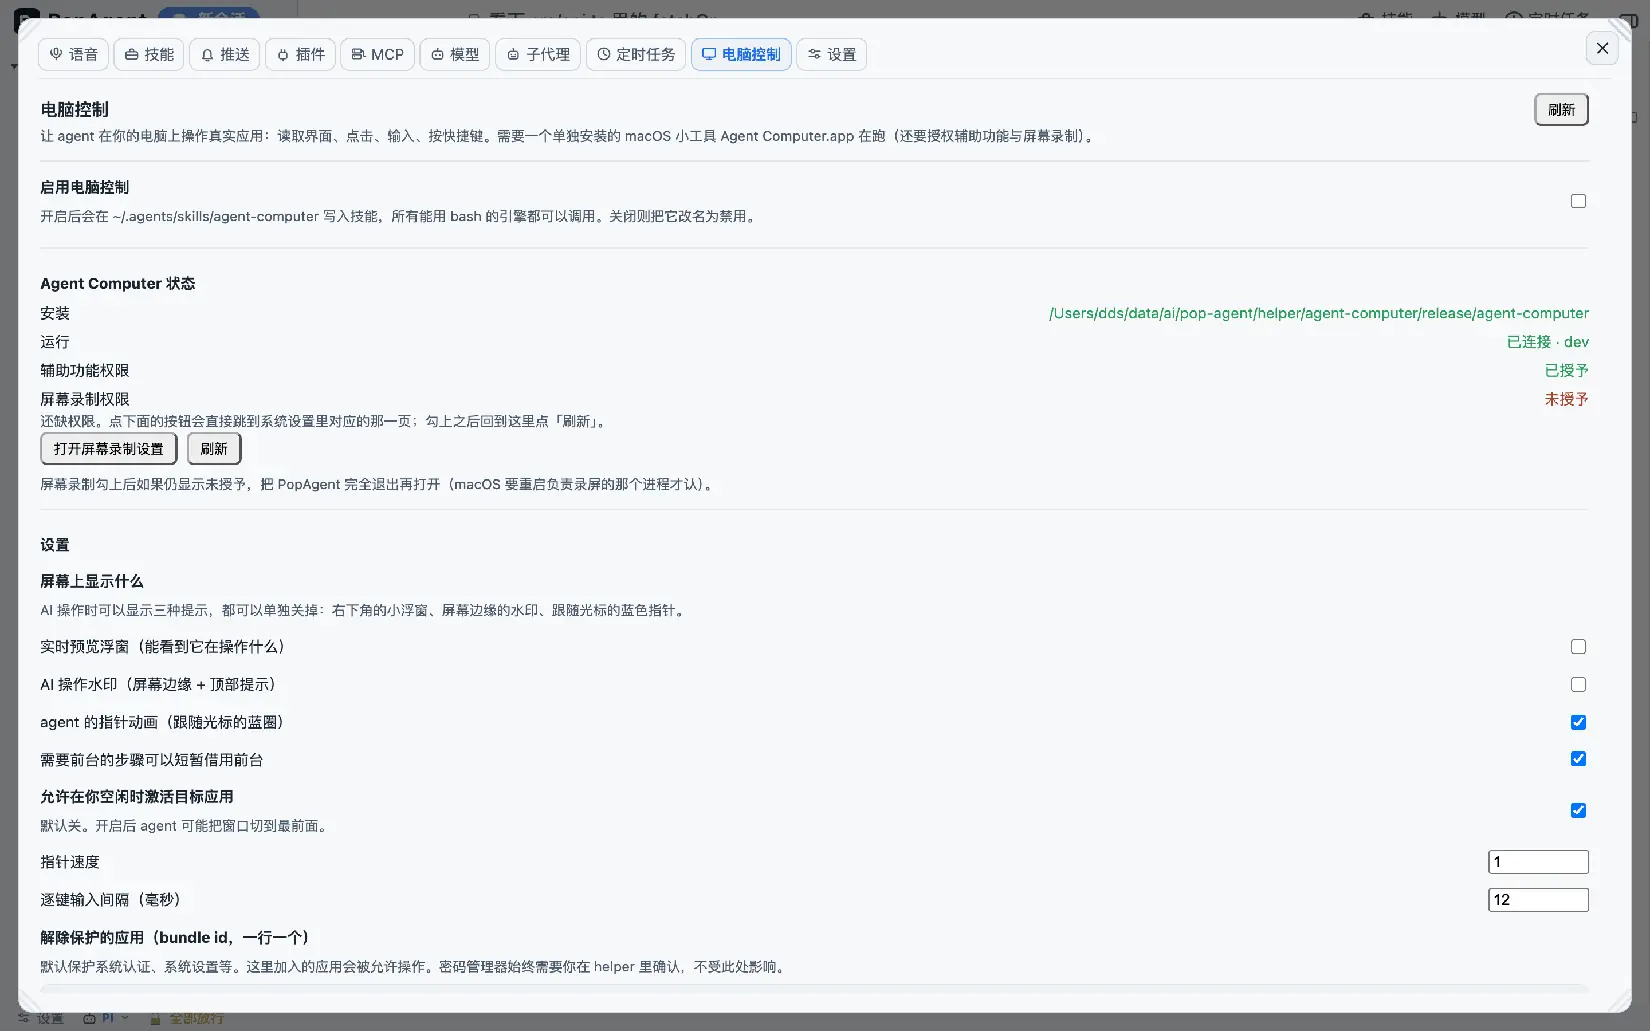 语音 技能 推送 插件 MCP 模型 子代理 定时任务 电脑控制 设置
电脑控制
刷新
让 agent 在你的电脑上操作真实应用：读取界面、点击、输入、按快捷键。需要一个单独安装的 macOS 小工具 Agent Computer.app 在跑（还要授权辅助功能与屏幕录制）。
启用电脑控制
开启后会在 ~/.agents/skills/agent-computer 写入技能，所有能用 bash 的引擎都可以调用。关闭则把它改名为禁用。
Agent Computer 状态
安装 /Users/dds/data/ai/pop-agent/helper/agent-computer/release/agent-computer
运行 已连接 · dev
辅助功能权限 已授予
屏幕录制权限 未授予
还缺权限。点下面的按钮会直接跳到系统设置里对应的那一页；勾上之后回到这里点「刷新」。
打开屏幕录制设置 刷新
屏幕录制勾上后如果仍显示未授予，把 PopAgent 完全退出再打开（macOS 要重启负责录屏的那个进程才认）。
设置
屏幕上显示什么
AI 操作时可以显示三种提示，都可以单独关掉：右下角的小浮窗、屏幕边缘的水印、跟随光标的蓝色指针。
实时预览浮窗（能看到它在操作什么）
AI 操作水印（屏幕边缘 + 顶部提示）
agent 的指针动画（跟随光标的蓝圈）
需要前台的步骤可以短暂借用前台
允许在你空闲时激活目标应用
默认关。开启后 agent 可能把窗口切到最前面。
指针速度 1
逐键输入间隔（毫秒） 12
解除保护的应用（bundle id，一行一个）
默认保护系统认证、系统设置等。这里加入的应用会被允许操作。密码管理器始终需要你在 helper 里确认，不受此处影响。
设置 PI 全部放行